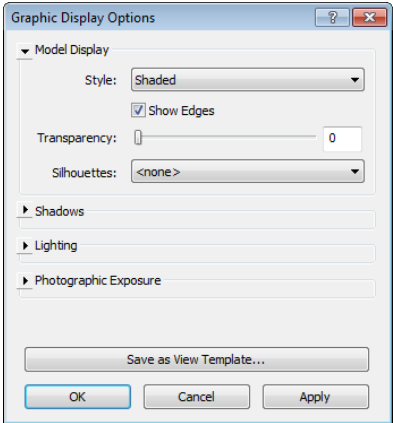 Graphic Display Options
Model Display
Style: Shaded
Show Edges
Transparency: 0
Silhouettes: <none>
Shadows
Lighting
Photographic Exposure
Save as View Template...
OK Cancel Apply